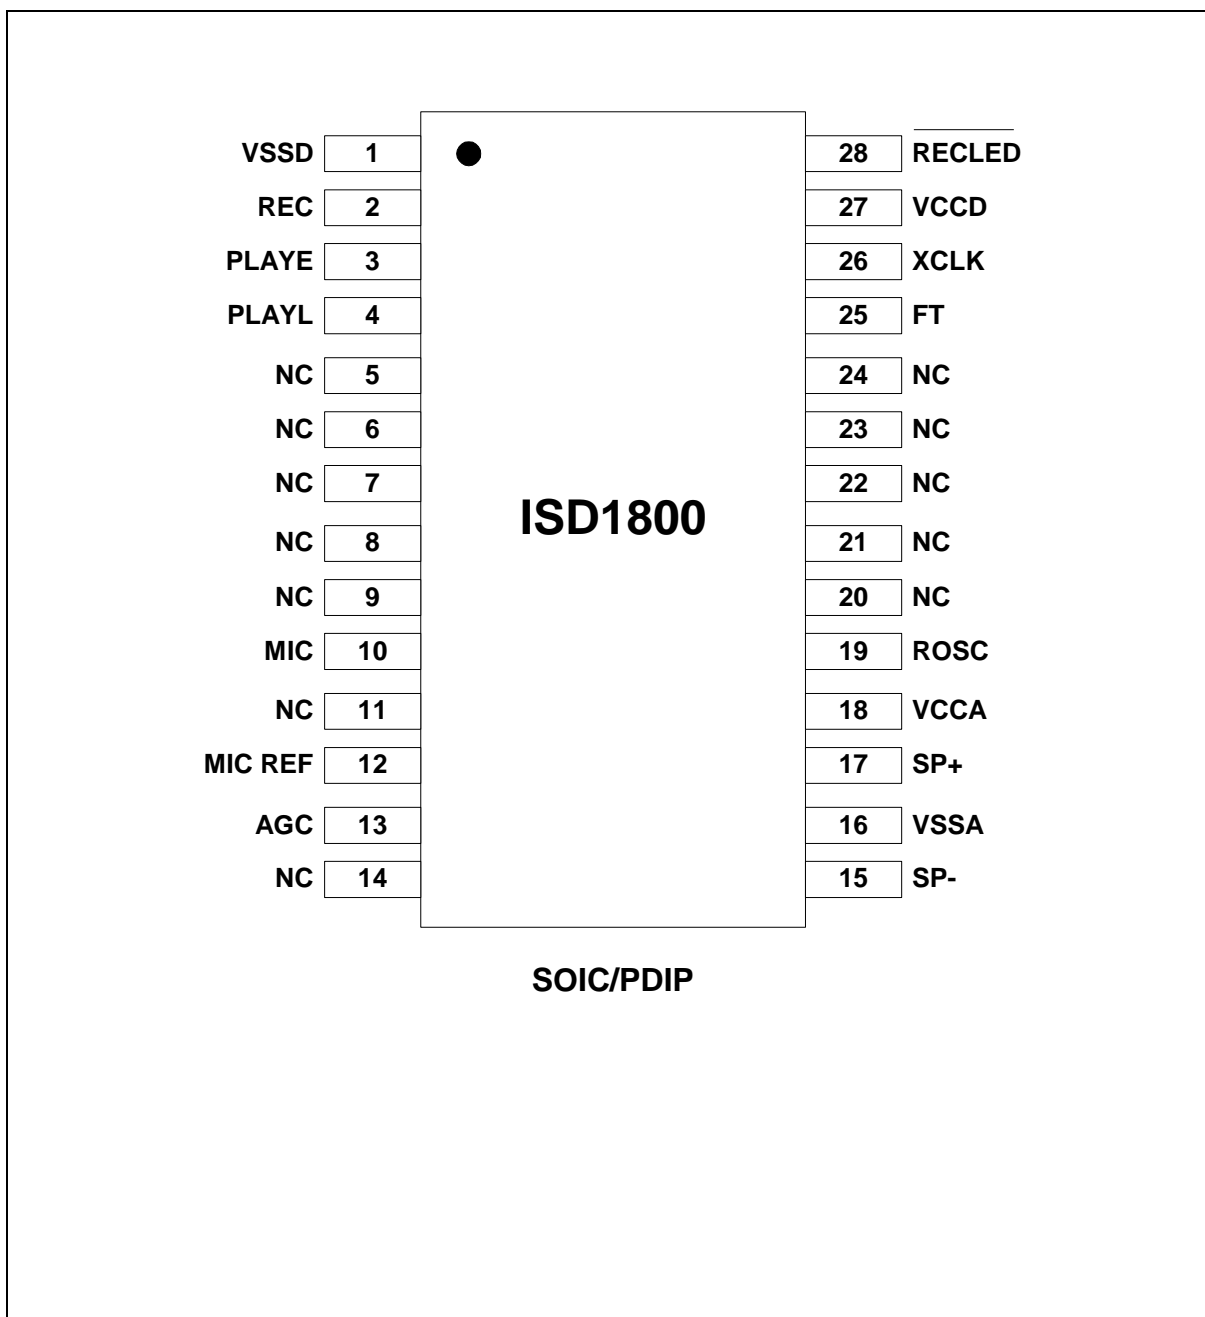 VSSD 1 28 RECLED
REC 2 27 VCCD
PLAYE 3 26 XCLK
PLAYL 4 25 FT
NC 5 24 NC
NC 6 23 NC
NC 7 22 NC
ISD1800
NC 8 21 NC
NC 9 20 NC
MIC 10 19 ROSC
NC 11 18 VCCA
MIC REF 12 17 SP+
AGC 13 16 VSSA
NC 14 15 SP-
SOIC/PDIP